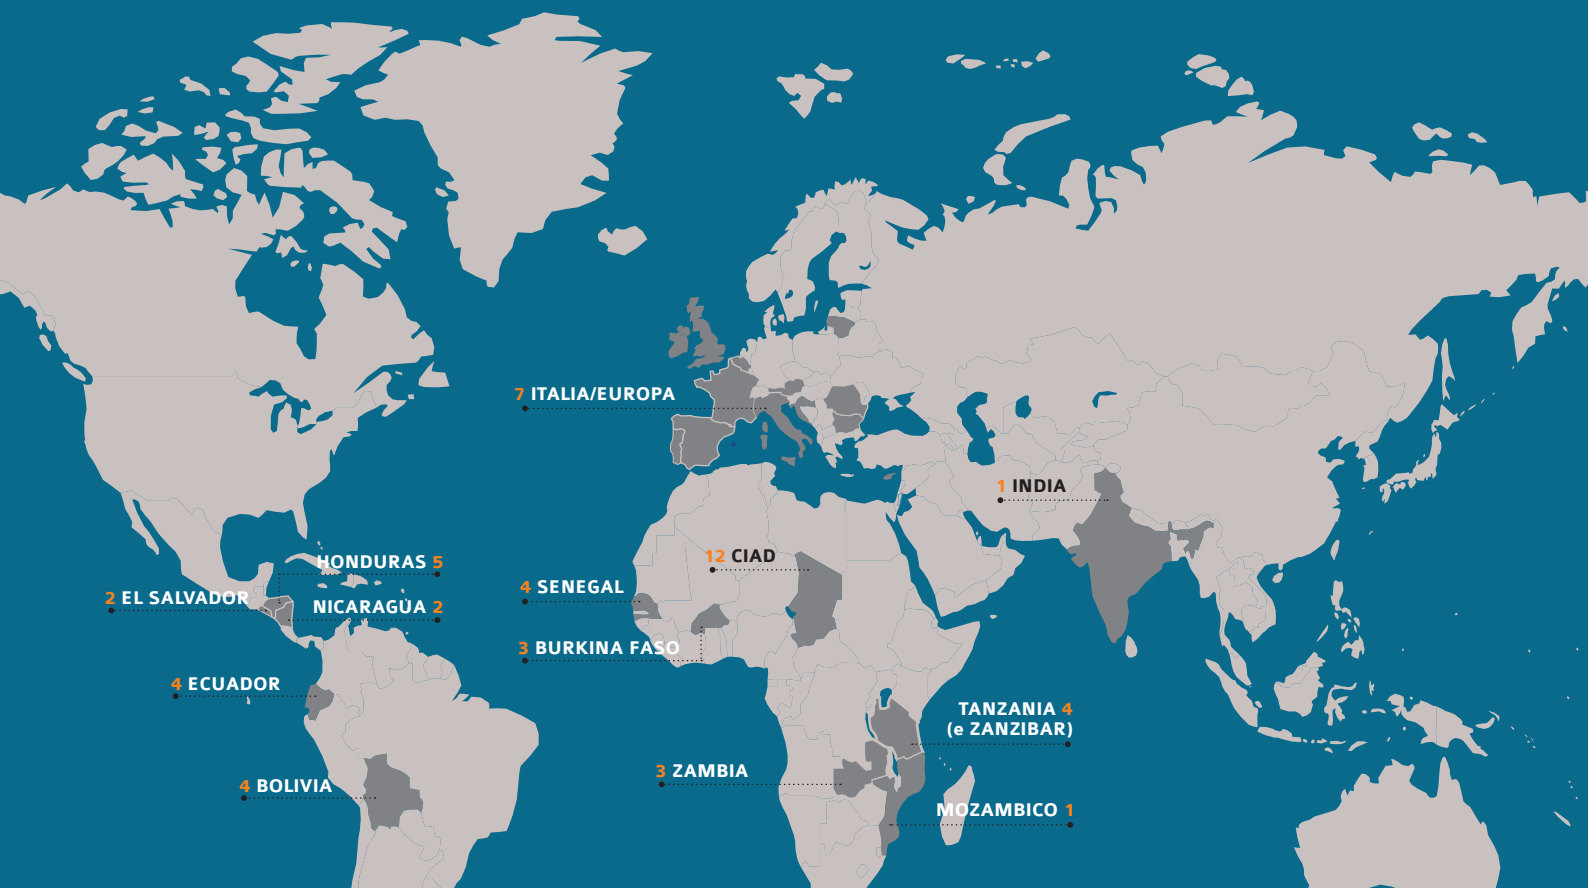 7 ITALIA/EUROPA
1 INDIA
12 CIAD
HONDURAS 5
4 SENEGAL
2 EL SALVADOR
NICARAGUA 2
3 BURKINA FASO
4 ECUADOR
TANZANIA 4
(e ZANZIBAR)
3 ZAMBIA
4 BOLIVIA
MOZAMBICO 1